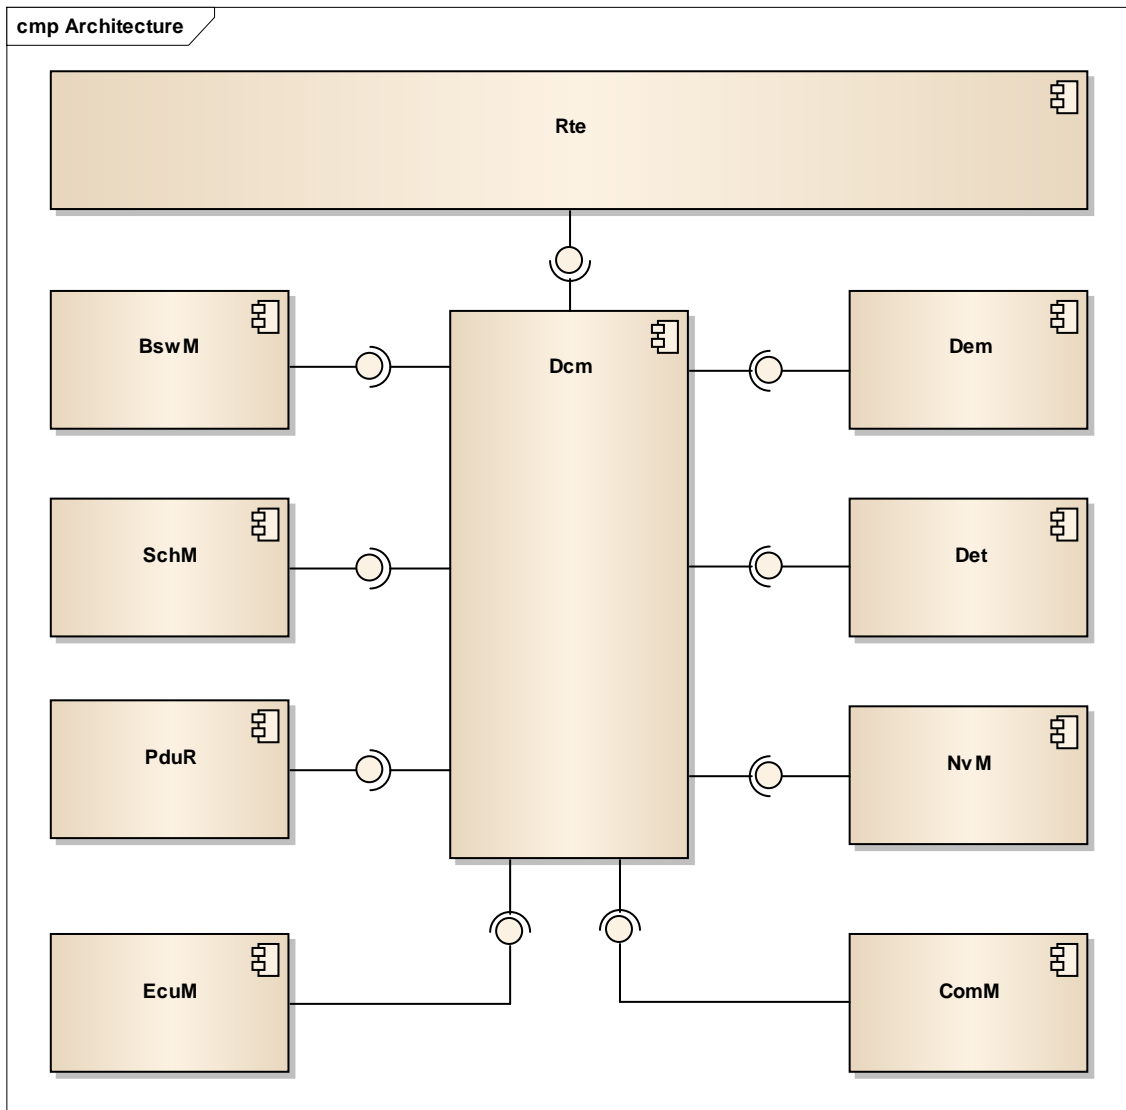 cmp Architecture
Rte
BswM
Dcm
Dem
SchM
Det
PduR
NvM
EcuM
ComM